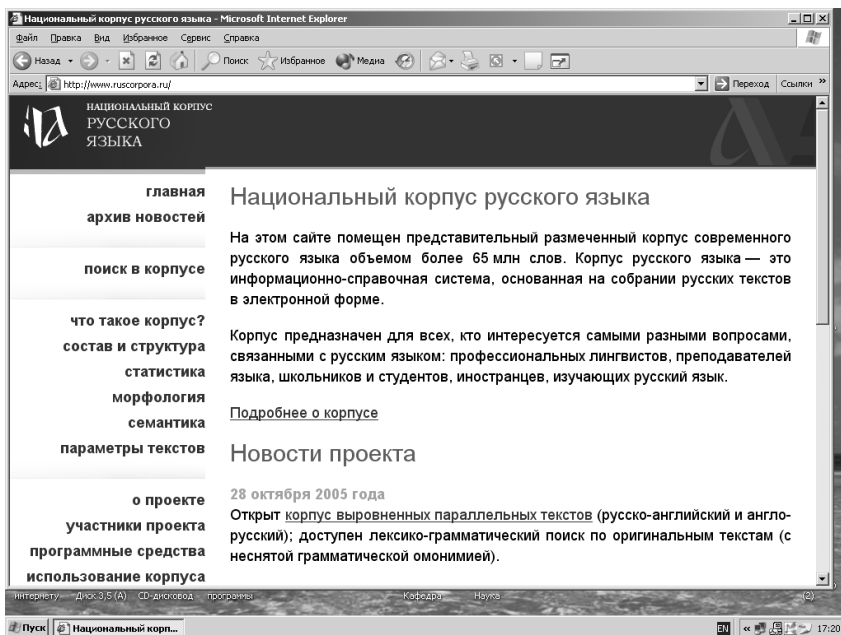 Национальный корпус русского языка - Microsoft Internet Explorer
Файл Правка Вид Избранное Сервис Справка
Назад Поиск Избранное Медиа
Адрес: http://www.ruscorpora.ru/ Переход Ссылки »
НАЦИОНАЛЬНЫЙ КОРПУС
РУССКОГО
ЯЗЫКА
главная
архив новостей
поиск в корпусе
что такое корпус?
состав и структура
статистика
морфология
семантика
параметры текстов
о проекте
участники проекта
программные средства
использование корпуса
Национальный корпус русского языка
На этом сайте помещен представительный размеченный корпус современного
русского языка объемом более 65 млн слов. Корпус русского языка — это
информационно-справочная система, основанная на собрании русских текстов
в электронной форме.
Корпус предназначен для всех, кто интересуется самыми разными вопросами,
связанными с русским языком: профессиональных лингвистов, преподавателей
языка, школьников и студентов, иностранцев, изучающих русский язык.
Подробнее о корпусе
Новости проекта
28 октября 2005 года
Открыт корпус выровненных параллельных текстов (русско-английский и англо-
русский); доступен лексико-грамматический поиск по оригинальным текстам (с
неснятой грамматической омонимией).
интернету Диск 3,5 (A) CD-дисковод программы Кафедра Наука (2)
Пуск Национальный корп... EN « 17:20